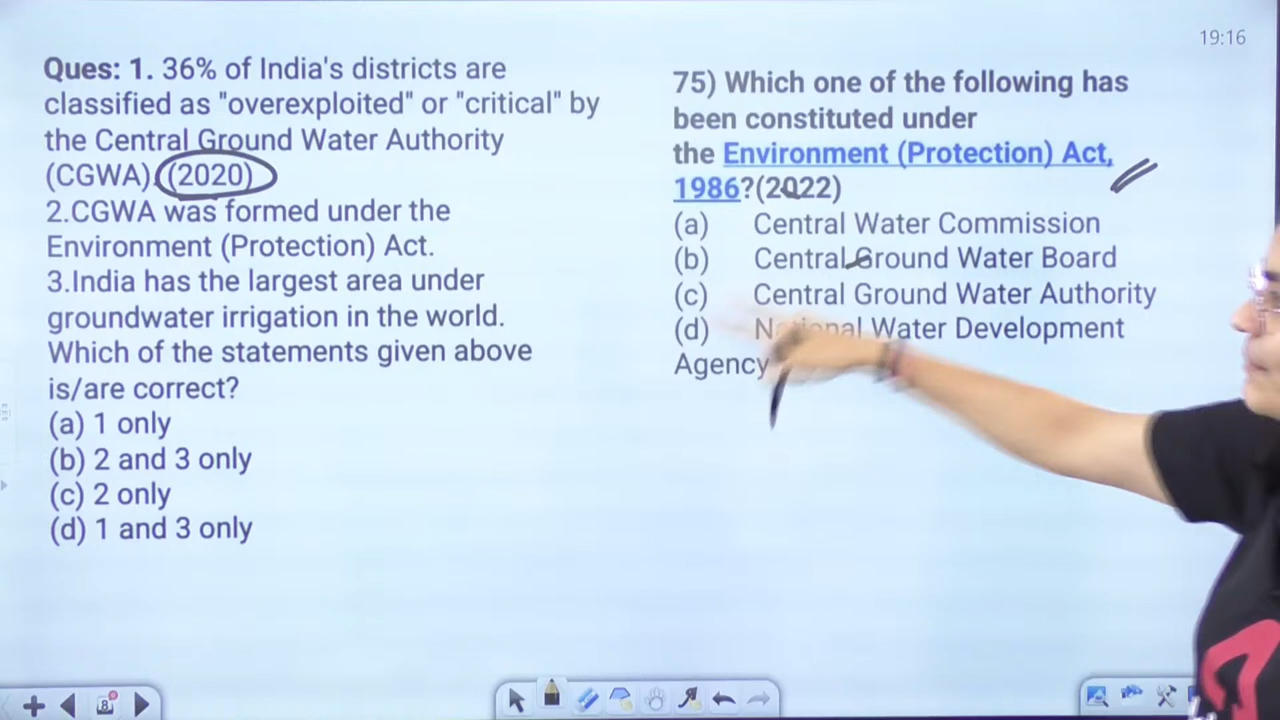 19:16
Ques: 1. 36% of India's districts are
classified as "overexploited" or "critical" by
the Central Ground Water Authority
(CGWA).(2020)
2.CGWA was formed under the
Environment (Protection) Act.
3.India has the largest area under
groundwater irrigation in the world.
Which of the statements given above
is/are correct?
(a) 1 only
(b) 2 and 3 only
(c) 2 only
(d) 1 and 3 only
75) Which one of the following has
been constituted under
the Environment (Protection) Act,
1986?(2022)
(a) Central Water Commission
(b) Central Ground Water Board
(c) Central Ground Water Authority
(d) National Water Development
Agency
8